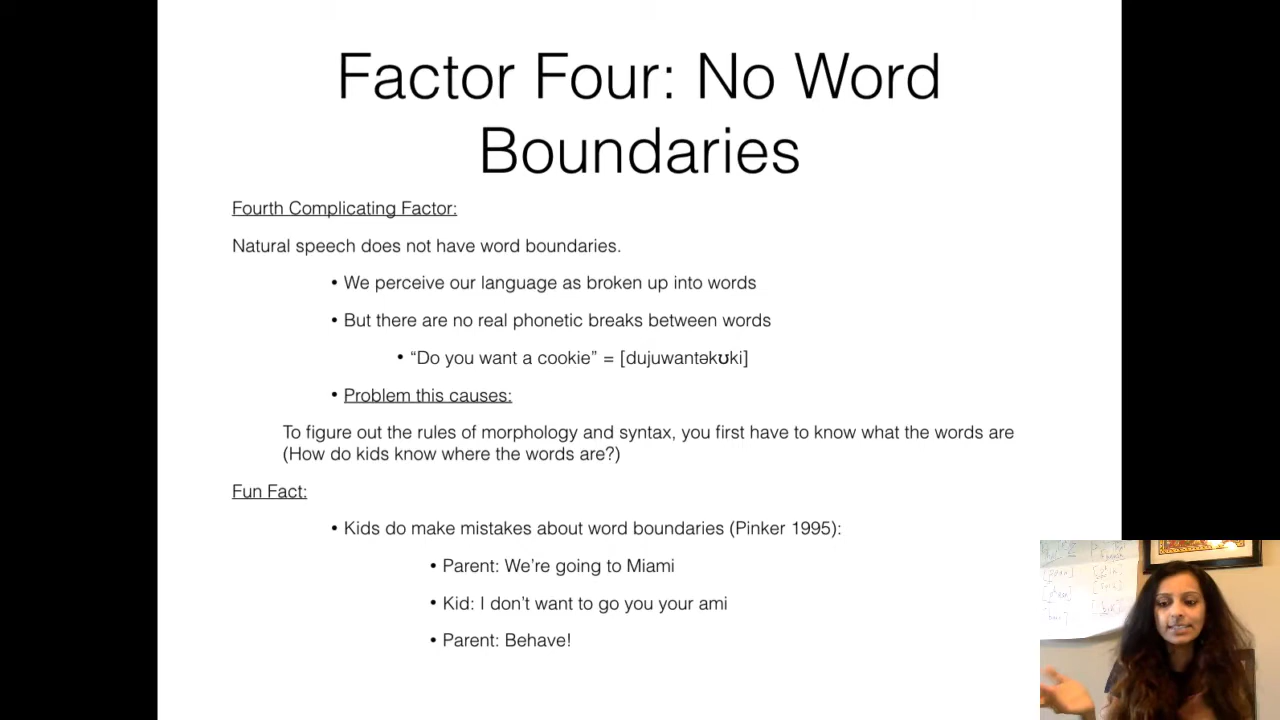 Factor Four: No Word
Boundaries
Fourth Complicating Factor:
Natural speech does not have word boundaries.
• We perceive our language as broken up into words
• But there are no real phonetic breaks between words
• “Do you want a cookie” = [dujuwantəkʊki]
• Problem this causes:
To figure out the rules of morphology and syntax, you first have to know what the words are
(How do kids know where the words are?)
Fun Fact:
• Kids do make mistakes about word boundaries (Pinker 1995):
• Parent: We’re going to Miami
• Kid: I don’t want to go you your ami
• Parent: Behave!